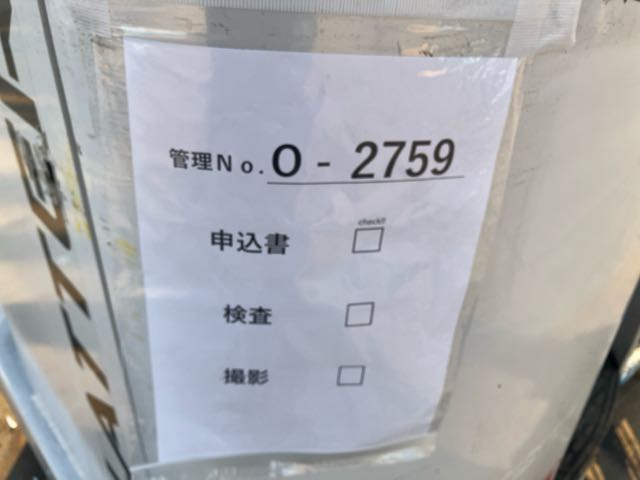 管理No. O - 2759
check!!
申込書 □
検査 □
撮影 □